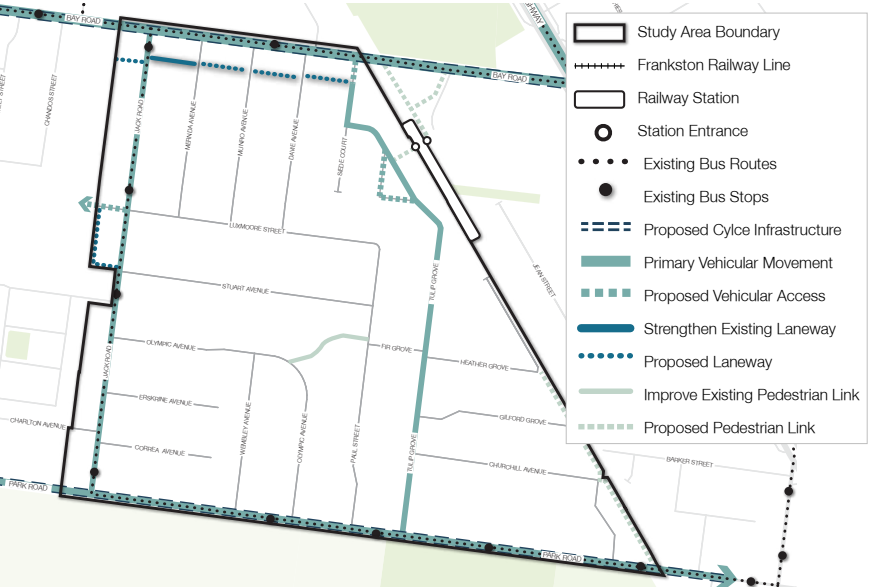 BAY ROAD
HIGHWAY
CHANDOS STREET
JACK ROAD
MERNDA AVENUE
MUNRO AVENUE
DAVE AVENUE
SIEDE COURT
BAY ROAD
LUXMOORE STREET
STUART AVENUE
TULIP GROVE
JEAN STREET
OLYMPIC AVENUE
FIR GROVE
HEATHER GROVE
JACK ROAD
ERSKINE AVENUE
CORREA AVENUE
CHARLTON AVENUE
WEMBLEY AVENUE
OLYMPIC AVENUE
PAUL STREET
TULIP GROVE
GILFORD GROVE
CHURCHILL AVENUE
BARKER STREET
PARK ROAD
PARK ROAD
Study Area Boundary
Frankston Railway Line
Railway Station
Station Entrance
Existing Bus Routes
Existing Bus Stops
Proposed Cylce Infrastructure
Primary Vehicular Movement
Proposed Vehicular Access
Strengthen Existing Laneway
Proposed Laneway
Improve Existing Pedestrian Link
Proposed Pedestrian Link